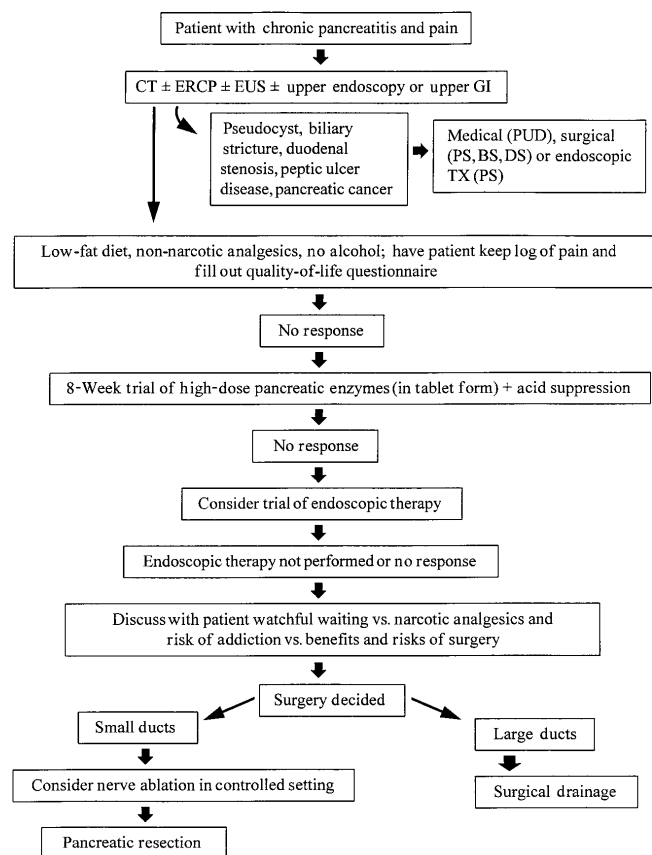 Patient with chronic pancreatitis and pain
CT ± ERCP ± EUS ± upper endoscopy or upper GI
Pseudocyst, biliary
stricture, duodenal
stenosis, peptic ulcer
disease, pancreatic cancer
Medical (PUD), surgical
(PS, BS, DS) or endoscopic
TX (PS)
Low-fat diet, non-narcotic analgesics, no alcohol; have patient keep log of pain and
fill out quality-of-life questionnaire
No response
8-Week trial of high-dose pancreatic enzymes (in tablet form) + acid suppression
No response
Consider trial of endoscopic therapy
Endoscopic therapy not performed or no response
Discuss with patient watchful waiting vs. narcotic analgesics and
risk of addiction vs. benefits and risks of surgery)
Surgery decided
Small ducts
Large ducts
Consider nerve ablation in controlled setting
Surgical drainage
Pancreatic resection